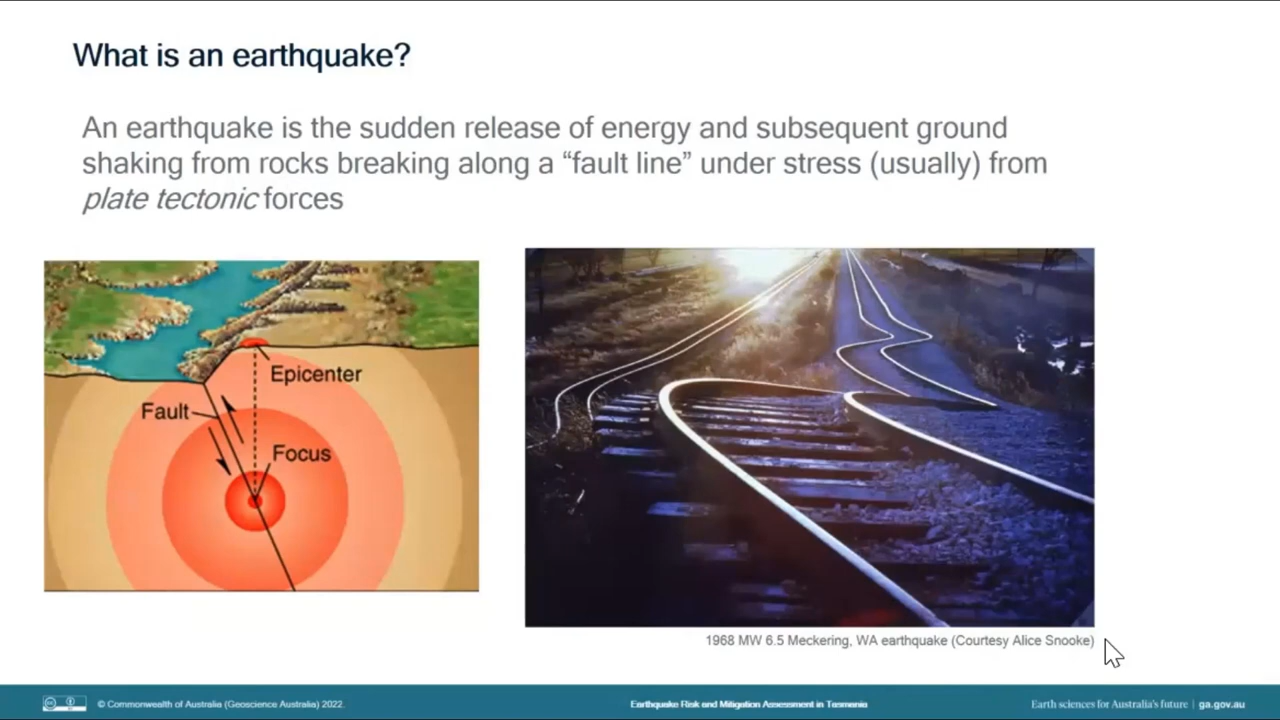 What is an earthquake?
An earthquake is the sudden release of energy and subsequent ground
shaking from rocks breaking along a “fault line” under stress (usually) from
plate tectonic forces
Epicenter
Fault
Focus
1968 MW 6.5 Meckering, WA earthquake (Courtesy Alice Snooke)
© Commonwealth of Australia (Geoscience Australia) 2022.
Earthquake Risk and Mitigation Assessment in Tasmania
Earth sciences for Australia's future | ga.gov.au